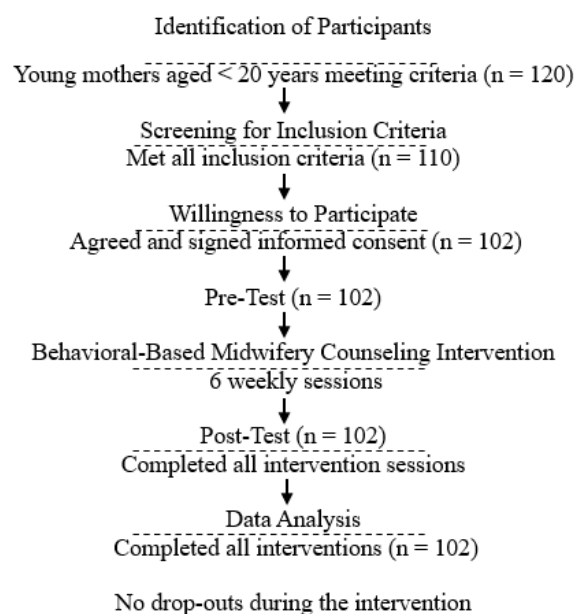 Identification of Participants
Young mothers aged < 20 years meeting criteria (n = 120)
Screening for Inclusion Criteria
Met all inclusion criteria (n = 110)
Willingness to Participate
Agreed and signed informed consent (n = 102)
Pre-Test (n = 102)
Behavioral-Based Midwifery Counseling Intervention
6 weekly sessions
Post-Test (n = 102)
Completed all intervention sessions
Data Analysis
Completed all interventions (n = 102)
No drop-outs during the intervention